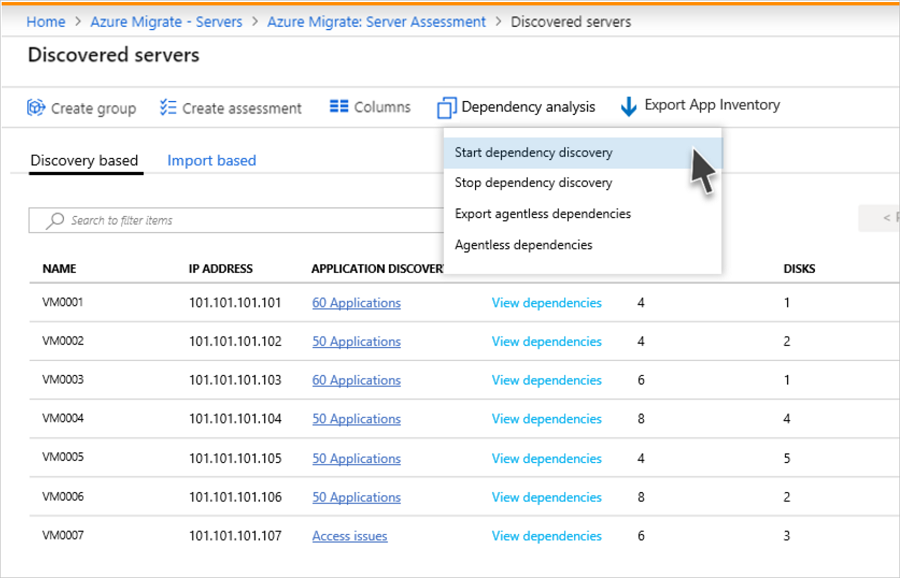 Home > Azure Migrate - Servers > Azure Migrate: Server Assessment > Discovered servers
Discovered servers
Create group Create assessment Columns Dependency analysis Export App Inventory
Start dependency discovery
Stop dependency discovery
Export agentless dependencies
Agentless dependencies
Discovery based Import based
Search to filter items <
NAME IP ADDRESS APPLICATION DISCOVERY DISKS
VM0001 101.101.101.101 60 Applications View dependencies 4 1
VM0002 101.101.101.102 50 Applications View dependencies 4 2
VM0003 101.101.101.103 60 Applications View dependencies 6 1
VM0004 101.101.101.104 50 Applications View dependencies 8 4
VM0005 101.101.101.105 50 Applications View dependencies 4 5
VM0006 101.101.101.106 50 Applications View dependencies 8 2
VM0007 101.101.101.107 Access issues View dependencies 6 3